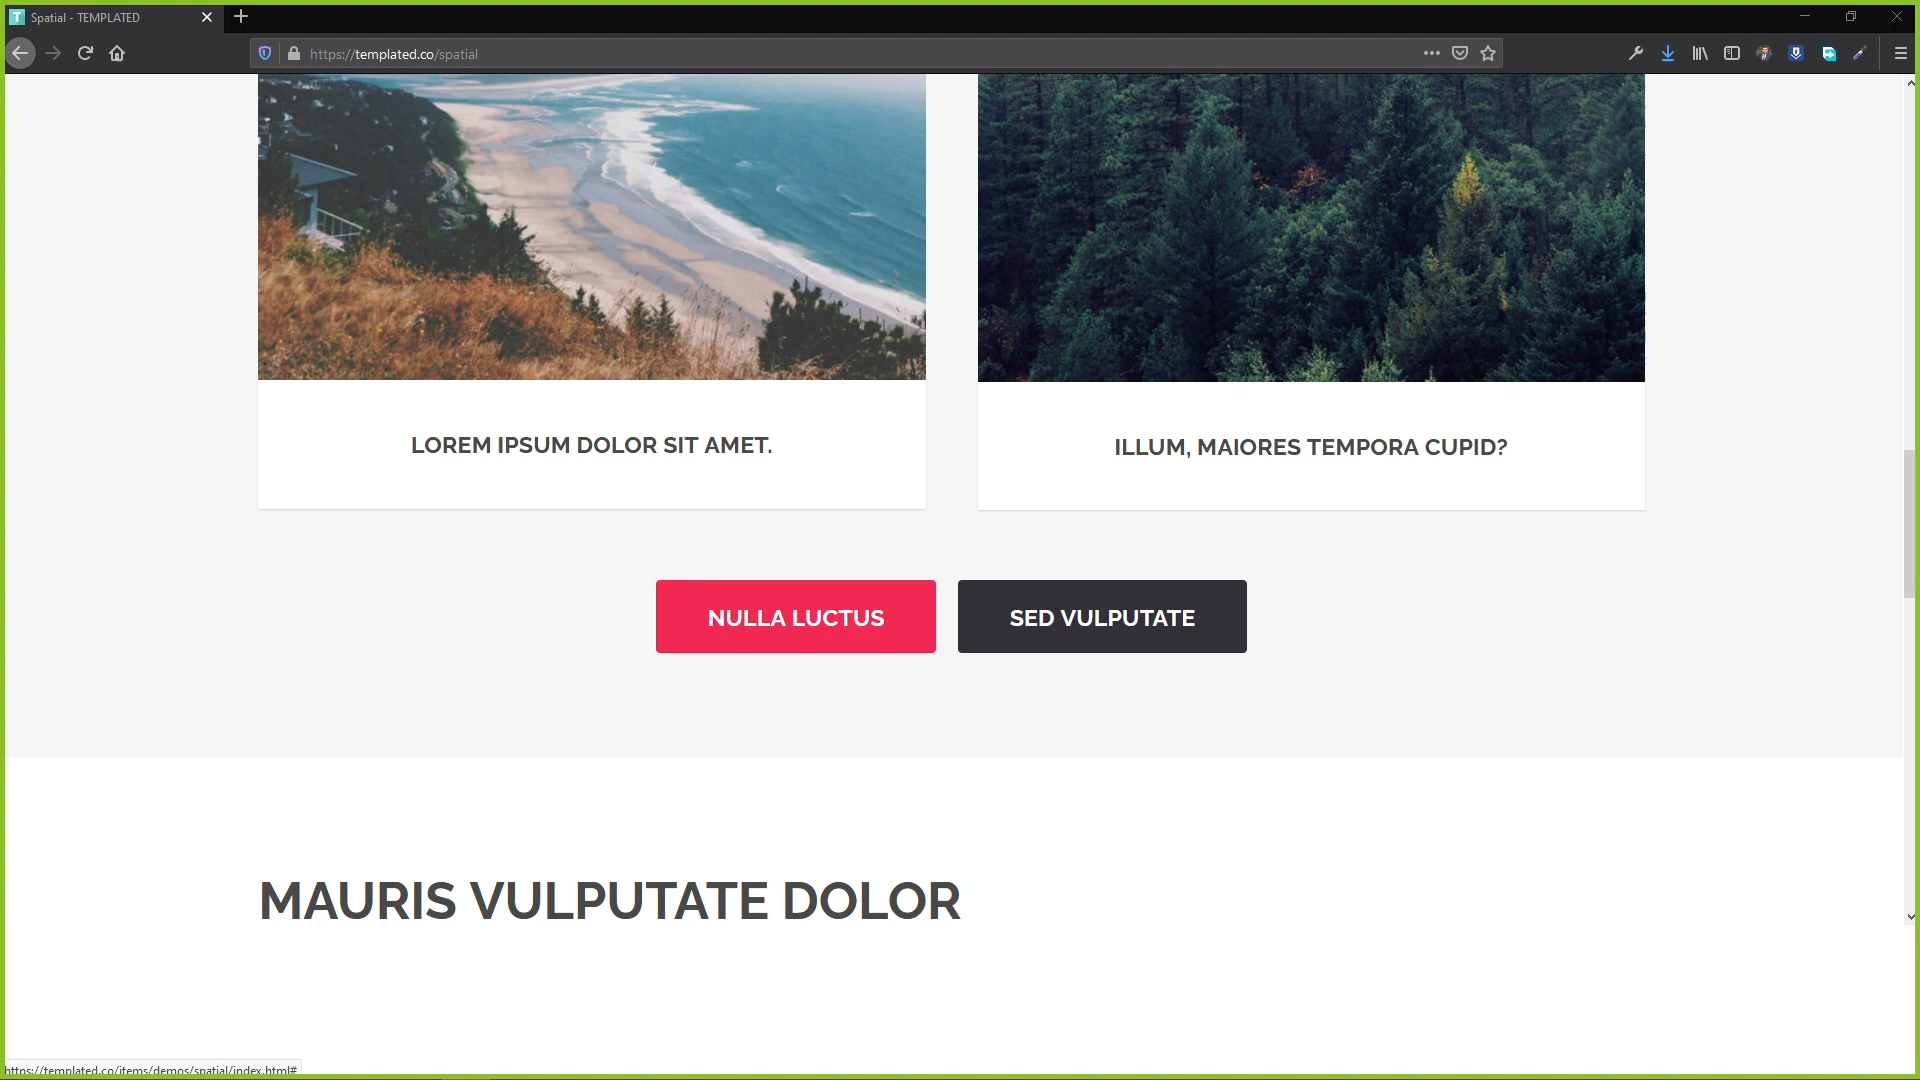 Spatial - TEMPLATED
https://templated.co/spatial
LOREM IPSUM DOLOR SIT AMET.
ILLUM, MAIORES TEMPORA CUPID?
NULLA LUCTUS
SED VULPUTATE
MAURIS VULPUTATE DOLOR
https://templated.co/items/demos/spatial/index.html#